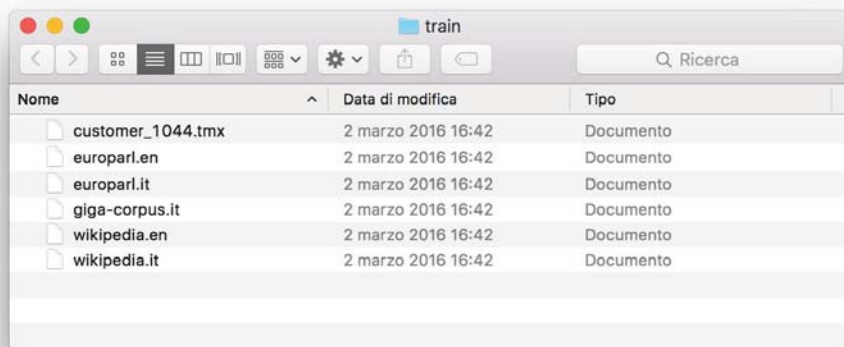 train
Ricerca
Nome Data di modifica Tipo
customer_1044.tmx 2 marzo 2016 16:42 Documento
europarl.en 2 marzo 2016 16:42 Documento
europarl.it 2 marzo 2016 16:42 Documento
giga-corpus.it 2 marzo 2016 16:42 Documento
wikipedia.en 2 marzo 2016 16:42 Documento
wikipedia.it 2 marzo 2016 16:42 Documento